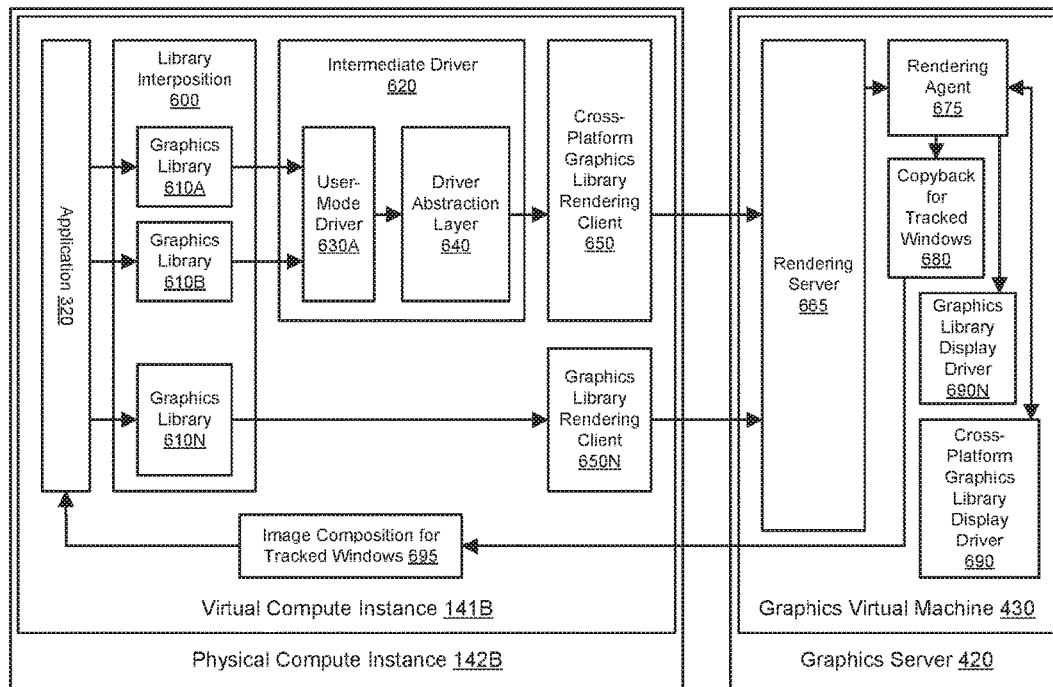 Application 320
Library
Interposition
600
Graphics
Library
610A
Graphics
Library
610B
Graphics
Library
610N
Intermediate Driver
620
User-
Mode
Driver
630A
Driver
Abstraction
Layer
640
Cross-
Platform
Graphics
Library
Rendering
Client
650
Graphics
Library
Rendering
Client
650N
Image Composition for
Tracked Windows 695
Virtual Compute Instance 141B
Physical Compute Instance 142B
Rendering
Server
665
Rendering
Agent
675
Copyback for
Tracked
Windows
680
Graphics
Library
Display
Driver
690N
Cross-
Platform
Graphics
Library
Display
Driver
690
Graphics Virtual Machine 430
Graphics Server 420